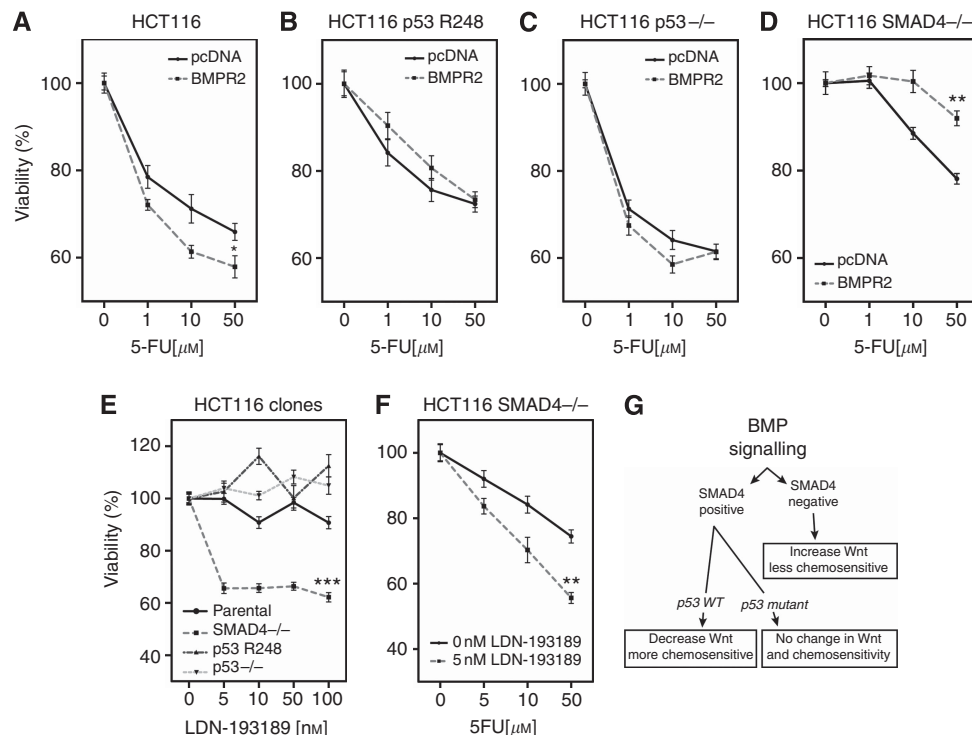 A
HCT116
100
80
60
Viability (%)
pcDNA
BMPR2
*
0 1 10 50
5-FU[μM]
B
HCT116 p53 R248
100
80
60
pcDNA
BMPR2
0 1 10 50
5-FU[μM]
C
HCT116 p53 –/–
100
80
60
pcDNA
BMPR2
0 1 10 50
5-FU[μM]
D
HCT116 SMAD4–/–
100
80
60
**
pcDNA
BMPR2
0 1 10 50
5-FU[μM]
E
HCT116 clones
120
100
80
60
40
Viability (%)
***
Parental
SMAD4–/–
p53 R248
p53–/–
0 5 10 50 100
LDN-193189 [nM]
F
HCT116 SMAD4–/–
100
80
60
40
**
0 nM LDN-193189
5 nM LDN-193189
0 5 10 50
5FU[μM]
G
BMP
signalling
SMAD4
positive
SMAD4
negative
Increase Wnt
less chemosensitive
p53 WT
p53 mutant
Decrease Wnt
more chemosensitive
No change in Wnt
and chemosensitivity